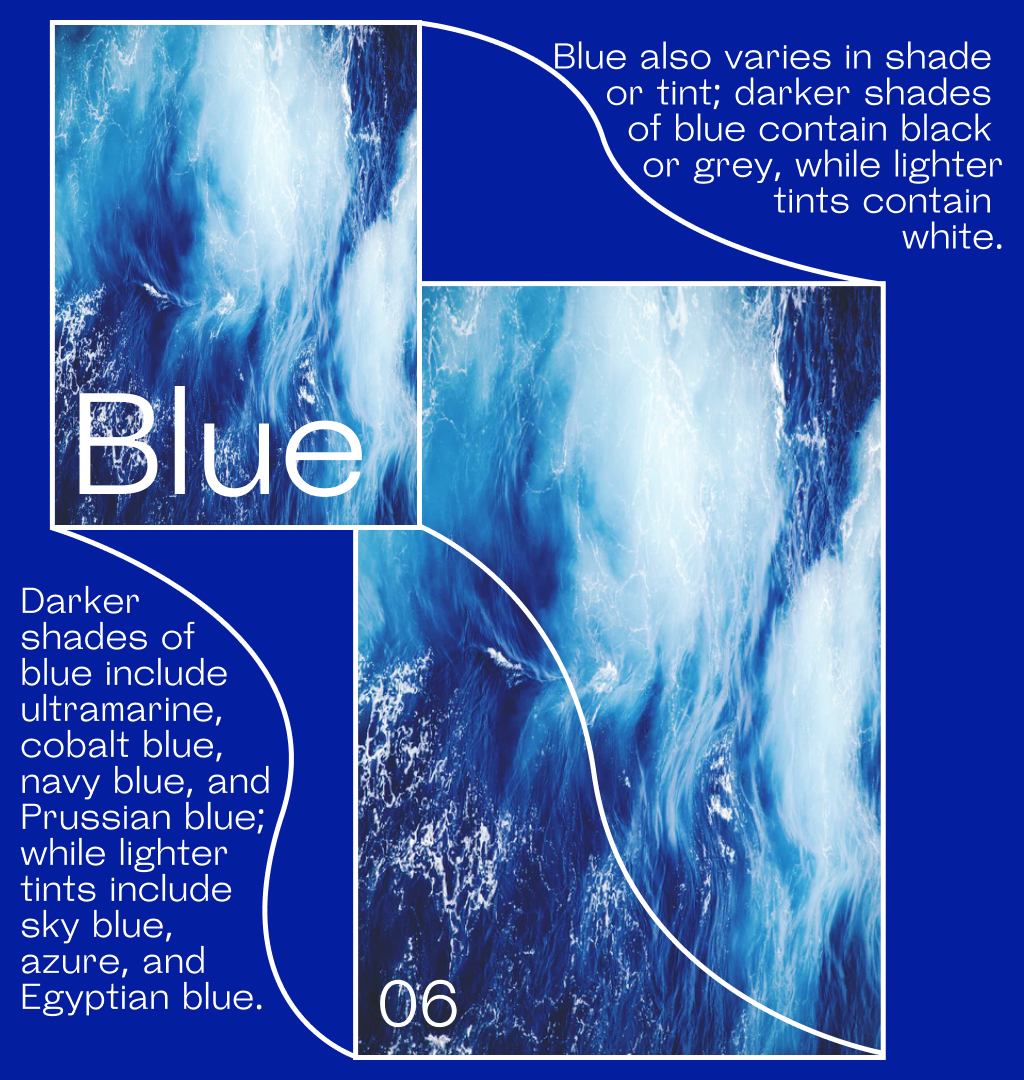 Blue also varies in shade
or tint; darker shades
of blue contain black
or grey, while lighter
tints contain
white.
Blue
Darker
shades of
blue include
ultramarine,
cobalt blue,
navy blue, and
Prussian blue;
while lighter
tints include
sky blue,
azure, and
Egyptian blue.
06